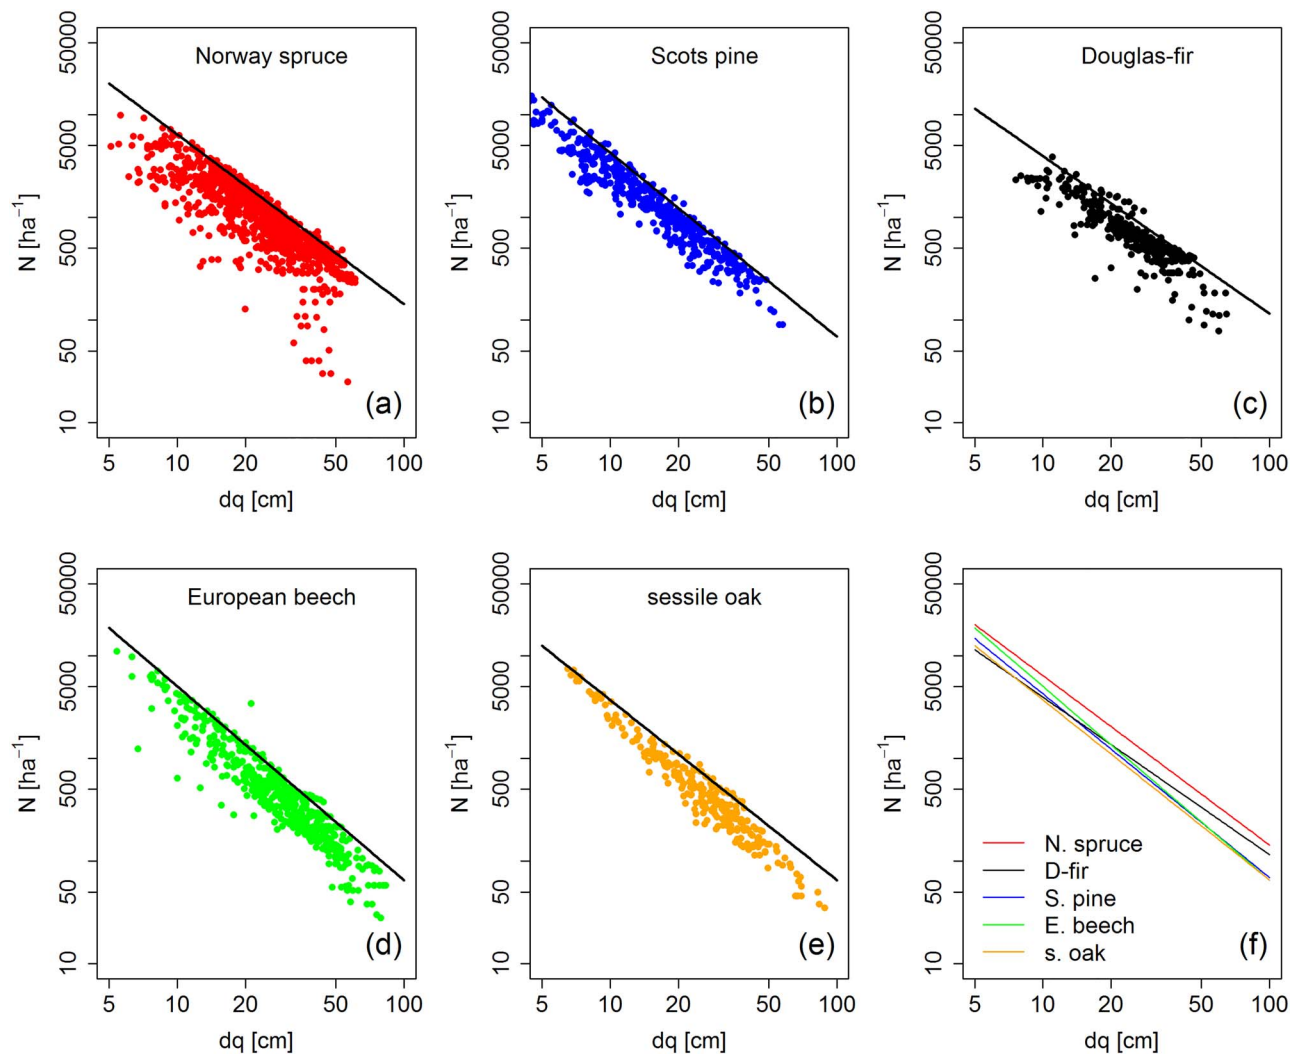 Norway spruce
50000
5000
500
50
10
N [ha⁻¹]
(a)
5 10 20 50 100
dq [cm]
Scots pine
50000
5000
500
50
10
N [ha⁻¹]
(b)
5 10 20 50 100
dq [cm]
Douglas-fir
50000
5000
500
50
10
N [ha⁻¹]
(c)
5 10 20 50 100
dq [cm]
European beech
50000
5000
500
50
10
N [ha⁻¹]
(d)
5 10 20 50 100
dq [cm]
sessile oak
50000
5000
500
50
10
N [ha⁻¹]
(e)
5 10 20 50 100
dq [cm]
50000
5000
500
50
10
N [ha⁻¹]
N. spruce
D-fir
S. pine
E. beech
s. oak
(f)
5 10 20 50 100
dq [cm]